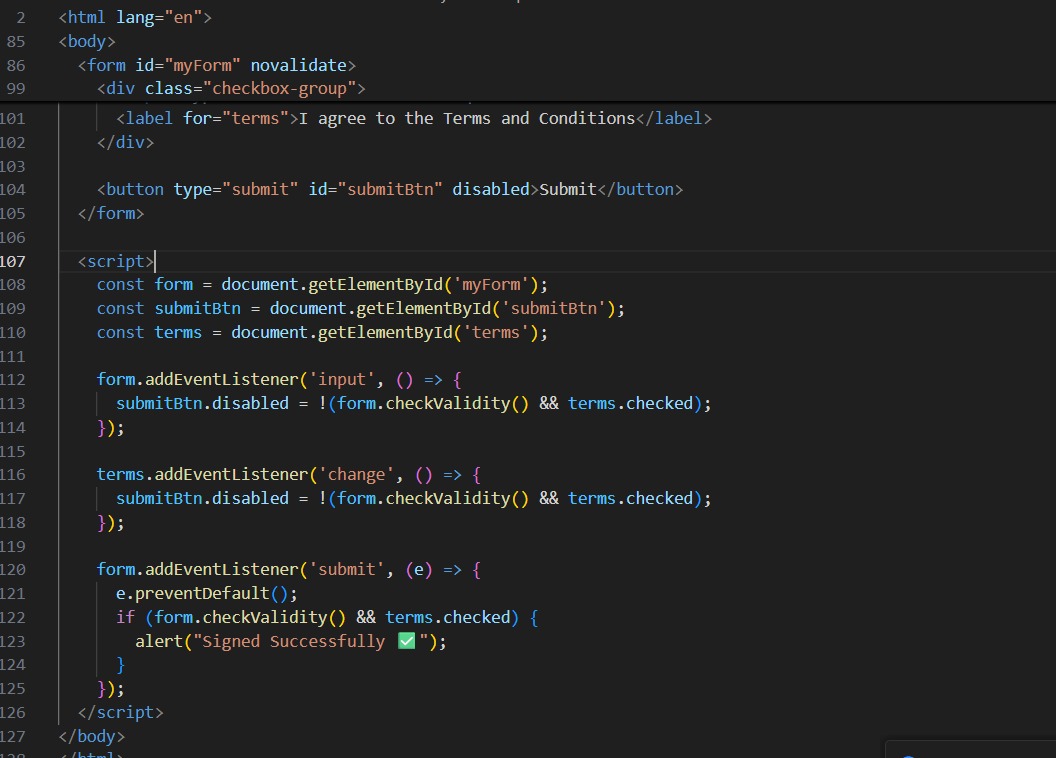 2 <html lang="en">
85 <body>
86 <form id="myForm" novalidate>
99 <div class="checkbox-group">
101 <label for="terms">I agree to the Terms and Conditions</label>
102 </div>
103
104 <button type="submit" id="submitBtn" disabled>Submit</button>
105 </form>
106
107 <script>
108 const form = document.getElementById('myForm');
109 const submitBtn = document.getElementById('submitBtn');
110 const terms = document.getElementById('terms');
111
112 form.addEventListener('input', () => {
113 submitBtn.disabled = !(form.checkValidity() && terms.checked);
114 });
115
116 terms.addEventListener('change', () => {
117 submitBtn.disabled = !(form.checkValidity() && terms.checked);
118 });
119
120 form.addEventListener('submit', (e) => {
121 e.preventDefault();
122 if (form.checkValidity() && terms.checked) {
123 alert("Signed Successfully ✅");
124 }
125 });
126 </script>
127 </body>
128 </html>